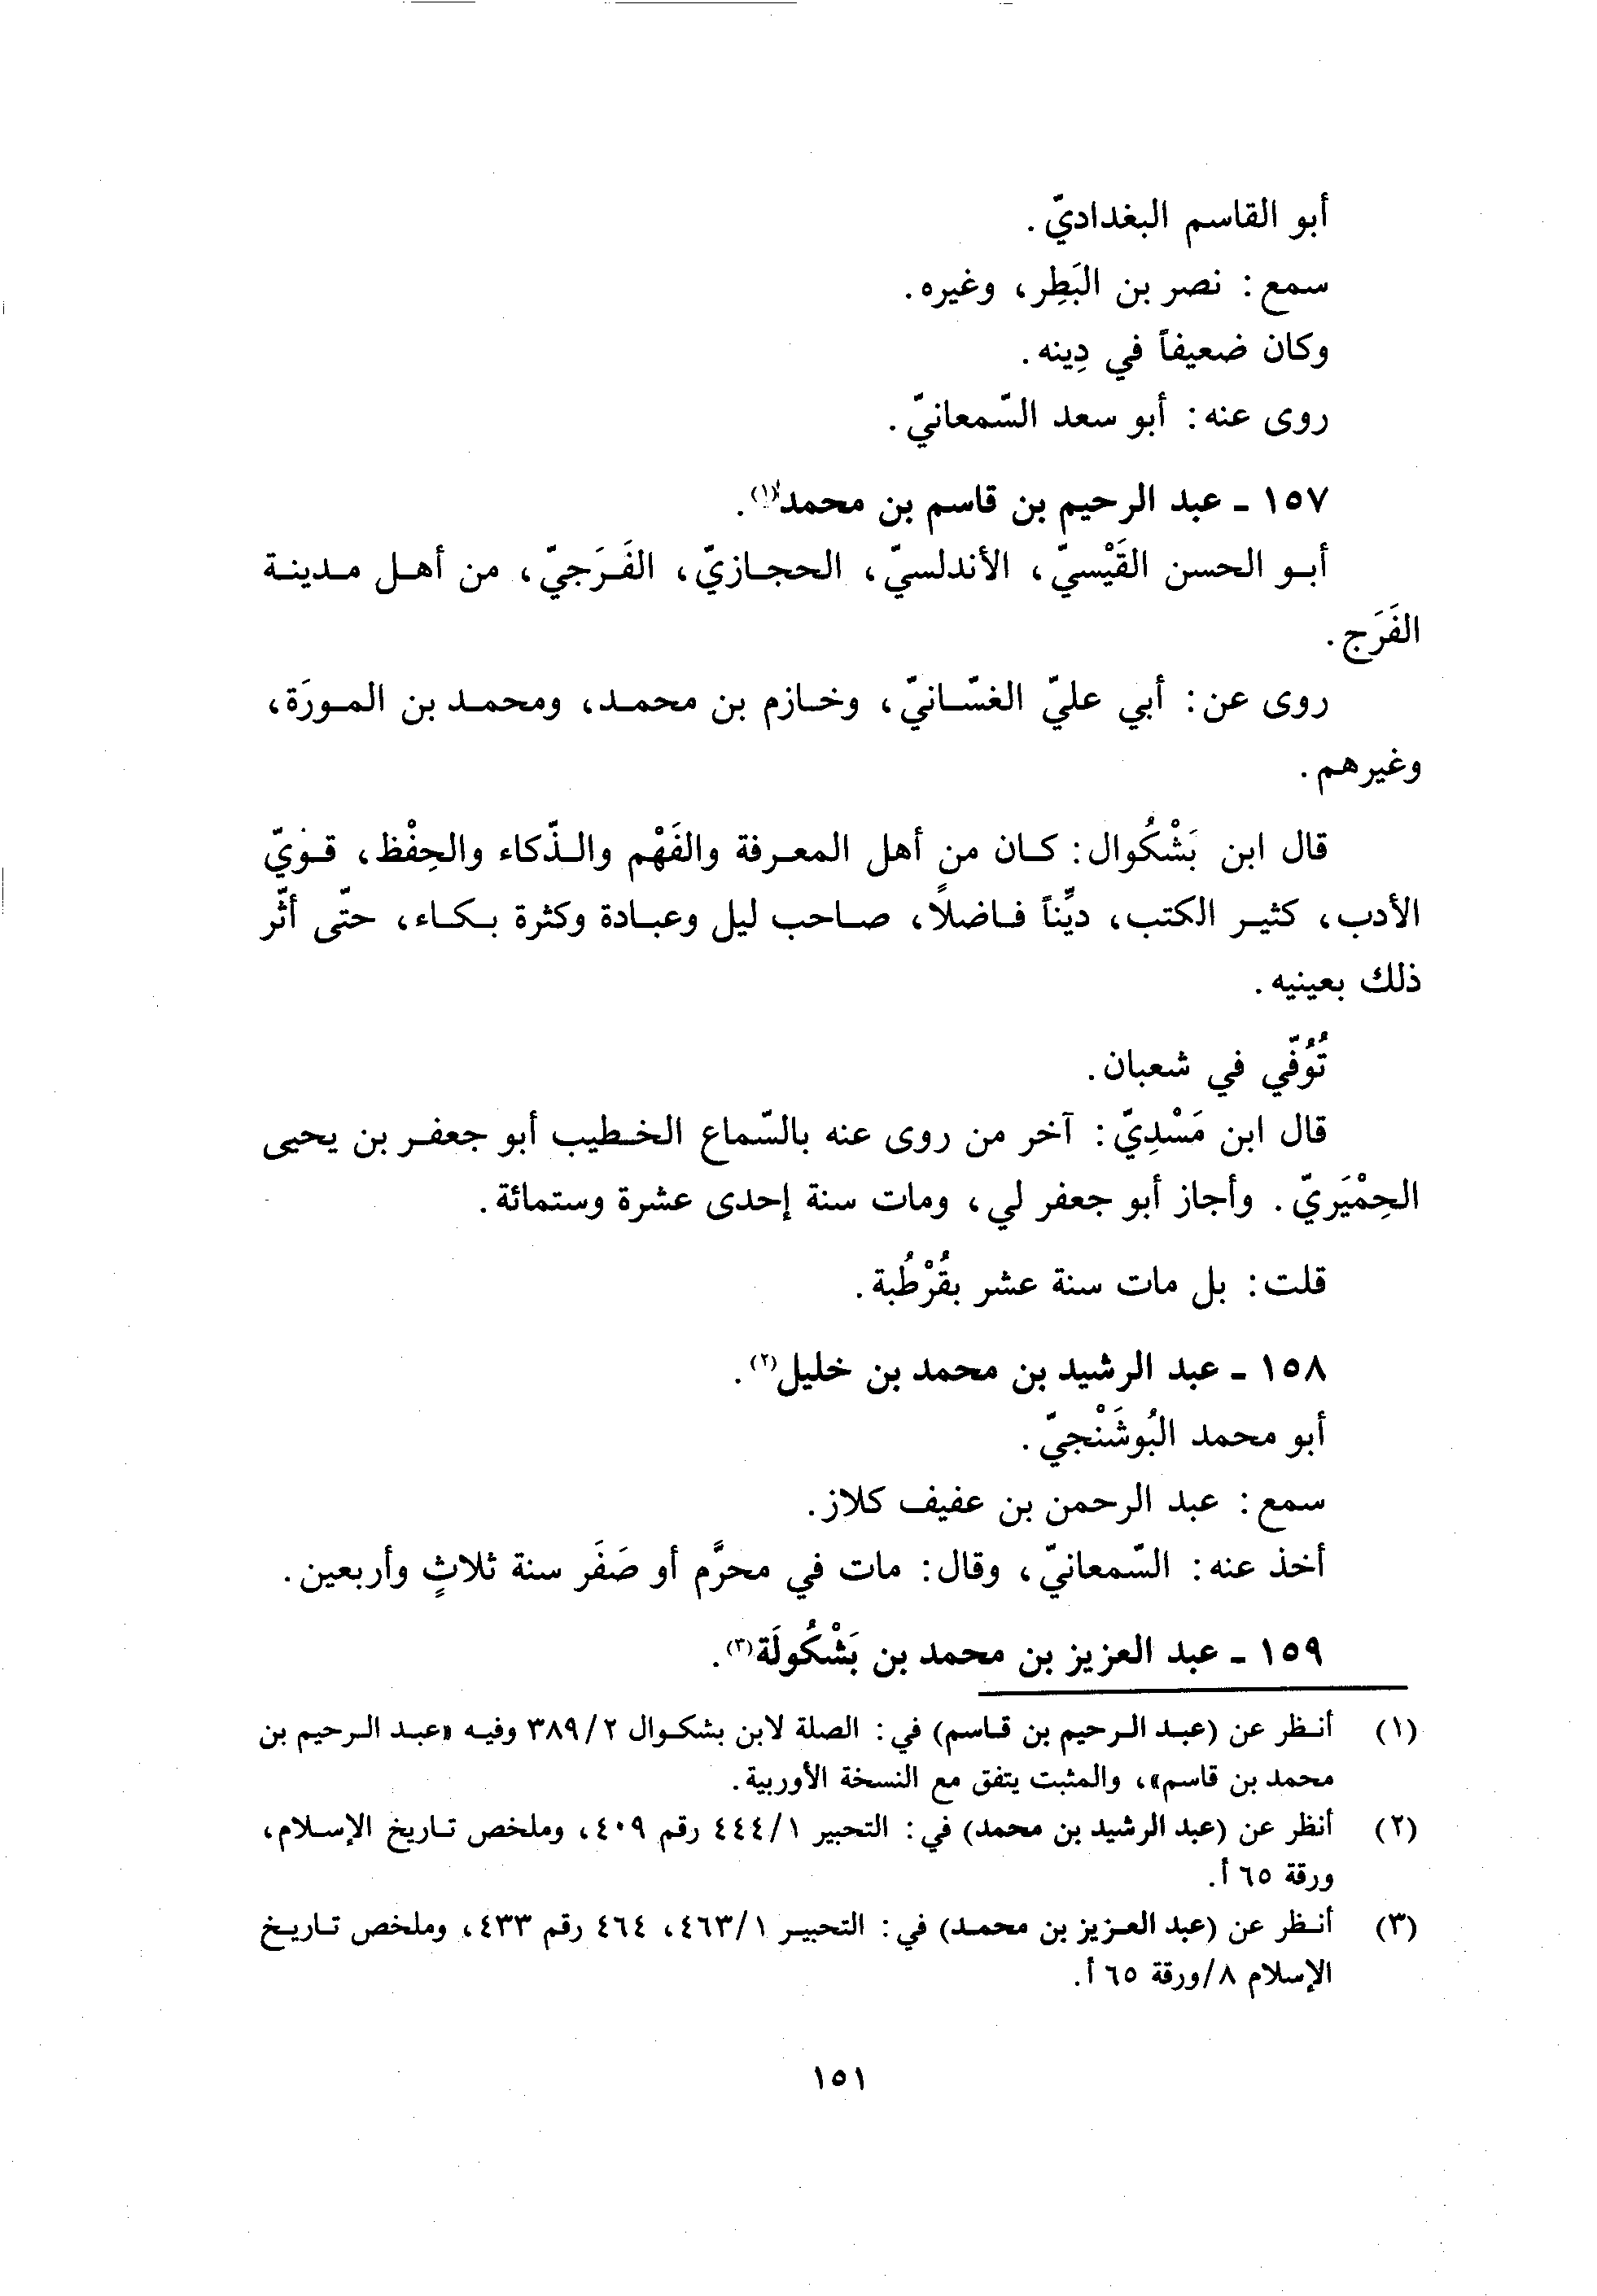 أبو القاسم البغداديّ.
سمع: نصر بن البَطِر، وغيره.
وكان ضعيفاً في دِينه.
روى عنه: أبو سعد السّمعانيّ.
١٥٧ ـ عبد الرحيم بن قاسم بن محمد(١).
أبو الحسن القَيْسيّ، الأندلسيّ، الحجازيّ، الفَرَجيّ، من أهل مدينة
الفَرَج.
روى عن: أبي عليّ الغسّانيّ، وخازم بن محمد، ومحمد بن المورَة،
وغيرهم.
قال ابن بَشْكُوال: كان من أهل المعرفة والفَهْم والذّكاء والحِفْظ، قويّ
الأدب، كثير الكتب، ديِّناً فاضلًا، صاحب ليل وعبادة وكثرة بكاء، حتّى أثّر
ذلك بعينيه.
تُوُفّي في شعبان.
قال ابن مَسْدِيّ: آخر من روى عنه بالسّماع الخطيب أبو جعفر بن يحيى
الحِمْيَريّ. وأجاز أبو جعفر لي، ومات سنة إحدى عشرة وستمائة.
قلت: بل مات سنة عشر بقُرْطُبة.
١٥٨ ـ عبد الرشيد بن محمد بن خليل(٢).
أبو محمد البُوشَنْجيّ.
سمع: عبد الرحمن بن عفيف كلاز.
أخذ عنه: السّمعانيّ، وقال: مات في محرَّم أو صَفَر سنة ثلاثٍ وأربعين.
١٥٩ ـ عبد العزيز بن محمد بن بَشْكُولَة(٣).
(١) أنظر عن (عبد الرحيم بن قاسم) في: الصلة لابن بشكوال ٣٨٩/٢ وفيه «عبد الرحيم بن
محمد بن قاسم»، والمثبت يتفق مع النسخة الأوربية.
(٢) أنظر عن (عبد الرشيد بن محمد) في: التحبير ٤٤٤/١ رقم ٤٠٩، وملخص تاريخ الإسلام،
ورقة ٦٥ أ.
(٣) أنظر عن (عبد العزيز بن محمد) في: التحبير ٤٦٣/١، ٤٦٤ رقم ٤٣٣، وملخص تاريخ
الإسلام ٨/ورقة ٦٥ أ.
١٥١